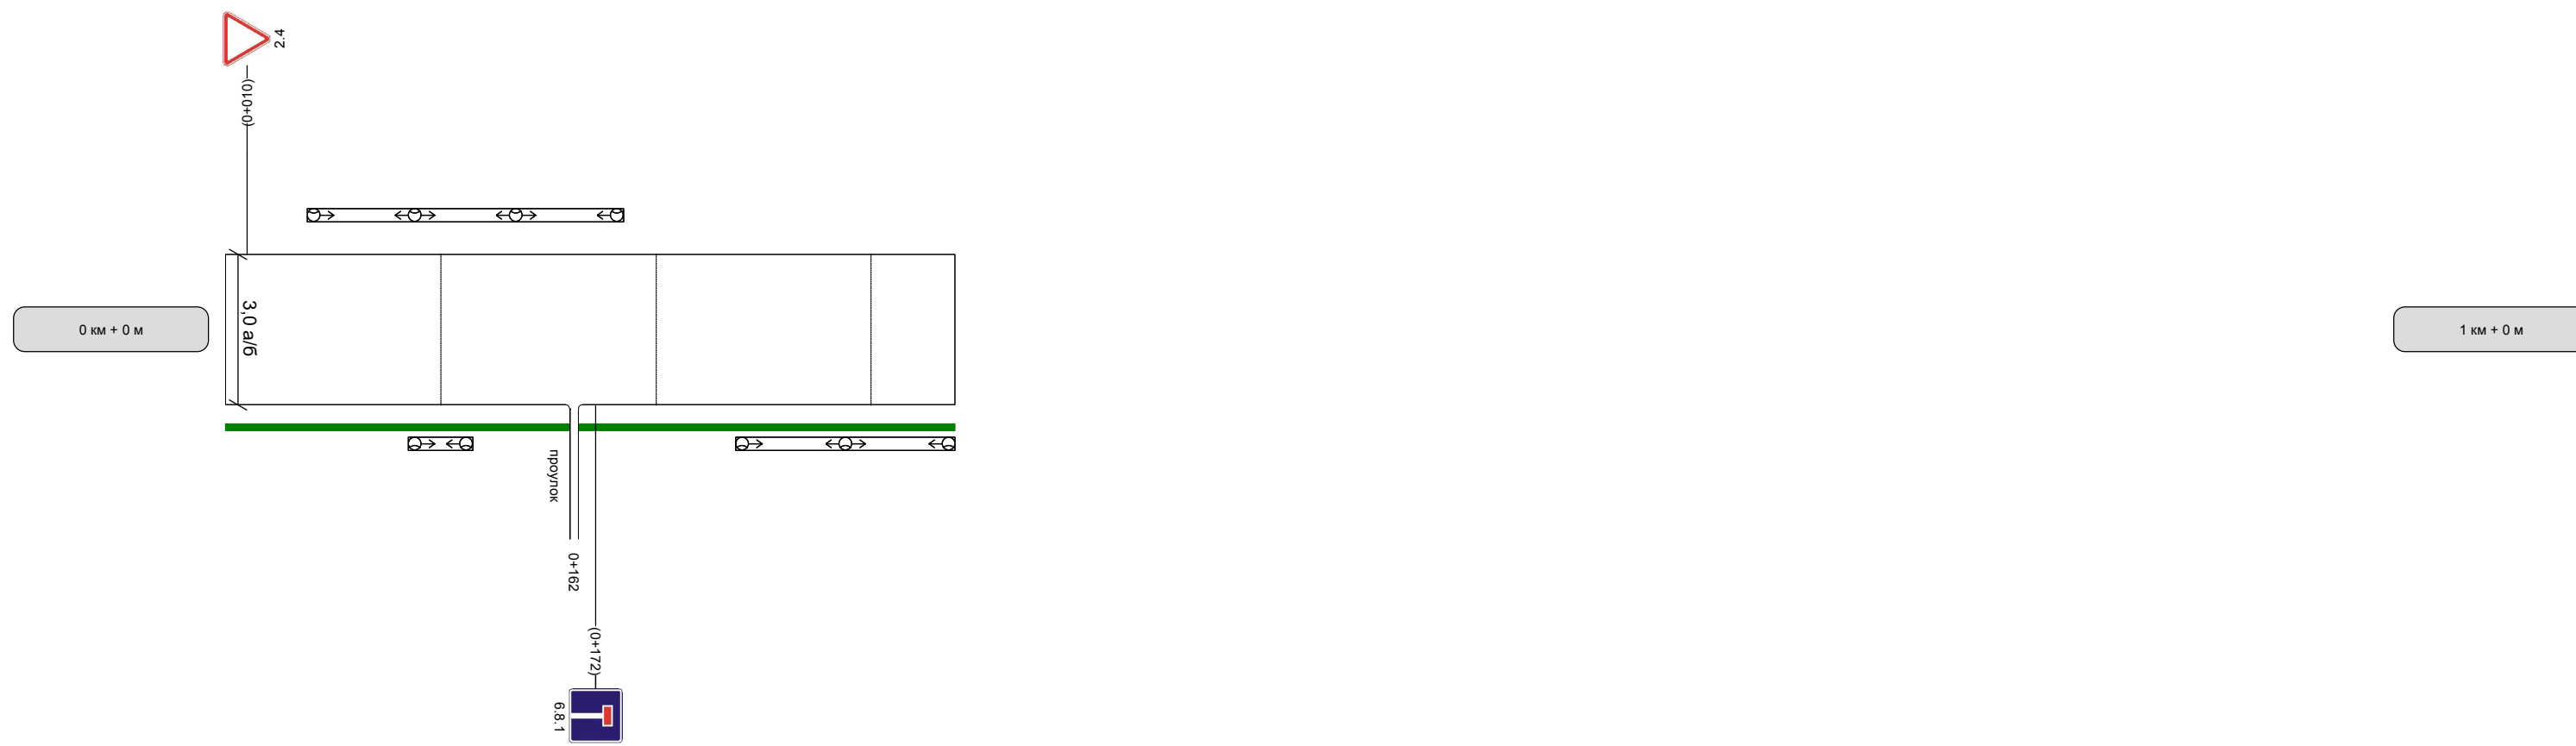 2.4
(0+010)
0 км + 0 м
3,0 а/б
1 км + 0 м
проулок
0+162
(0+172)
6.8.1